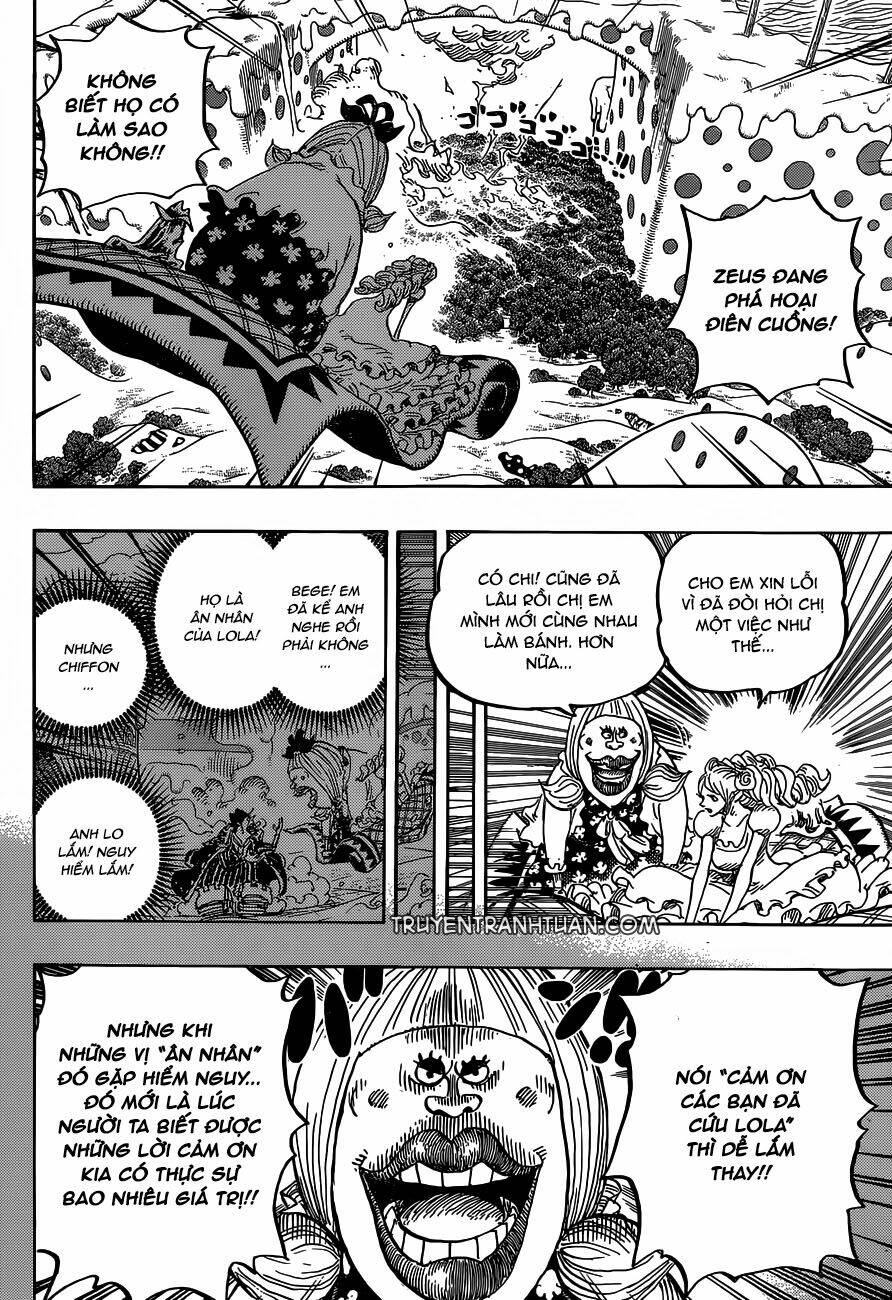 ZEUS ĐANG
PHÁ HOẠI
ĐIÊN CUỒNG!
KHÔNG
BIẾT HỌ CÓ
LÀM SAO
KHÔNG!!
ゴゴゴゴゴ...!!
CHO EM XIN LỖI
VÌ ĐÃ ĐÒI HỎI CHỊ
MỘT VIỆC NHƯ
THẾ...
CÓ CHI! CŨNG ĐÃ
LÂU RỒI CHỊ EM
MÌNH MỚI CÙNG NHAU
LÀM BÁNH. HƠN
NỮA...
BEGE! EM
ĐÃ KỂ ANH
NGHE RỒI
PHẢI KHÔNG
...
HỌ LÀ
ÂN NHÂN
CỦA LOLA!
NHƯNG
CHIFFON
...
ANH LO
LẮM! NGUY
HIỂM LẮM!
TRUYENTRANHTUAN.COM
NÓI "CẢM ƠN
CÁC BẠN ĐÃ
CỨU LOLA"
THÌ DỄ LẮM
THAY!!
NHƯNG KHI
NHỮNG VỊ "ÂN NHÂN"
ĐÓ GẶP HIỂM NGUY...
ĐÓ MỚI LÀ LÚC
NGƯỜI TA BIẾT ĐƯỢC
NHỮNG LỜI CẢM ƠN
KIA CÓ THỰC SỰ
BAO NHIÊU GIÁ TRỊ!!